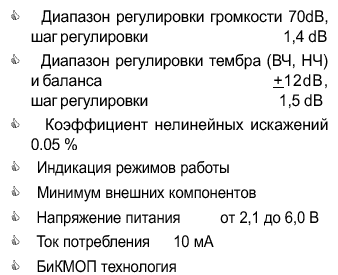 Диапазон регулировки громкости 70dB,
шаг регулировки 1,4 dB
Диапазон регулировки тембра (ВЧ, НЧ)
и баланса ±12dB,
шаг регулировки 1,5 dB
Коэффициент нелинейных искажений
0.05 %
Индикация режимов работы
Минимум внешних компонентов
Напряжение питания от 2,1 до 6,0 В
Ток потребления 10 мА
БиКМОП технология